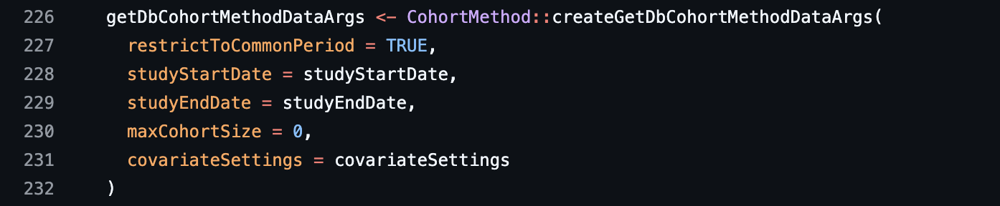 226 getDbCohortMethodDataArgs <- CohortMethod::createGetDbCohortMethodDataArgs(
227 restrictToCommonPeriod = TRUE,
228 studyStartDate = studyStartDate,
229 studyEndDate = studyEndDate,
230 maxCohortSize = 0,
231 covariateSettings = covariateSettings
232 )